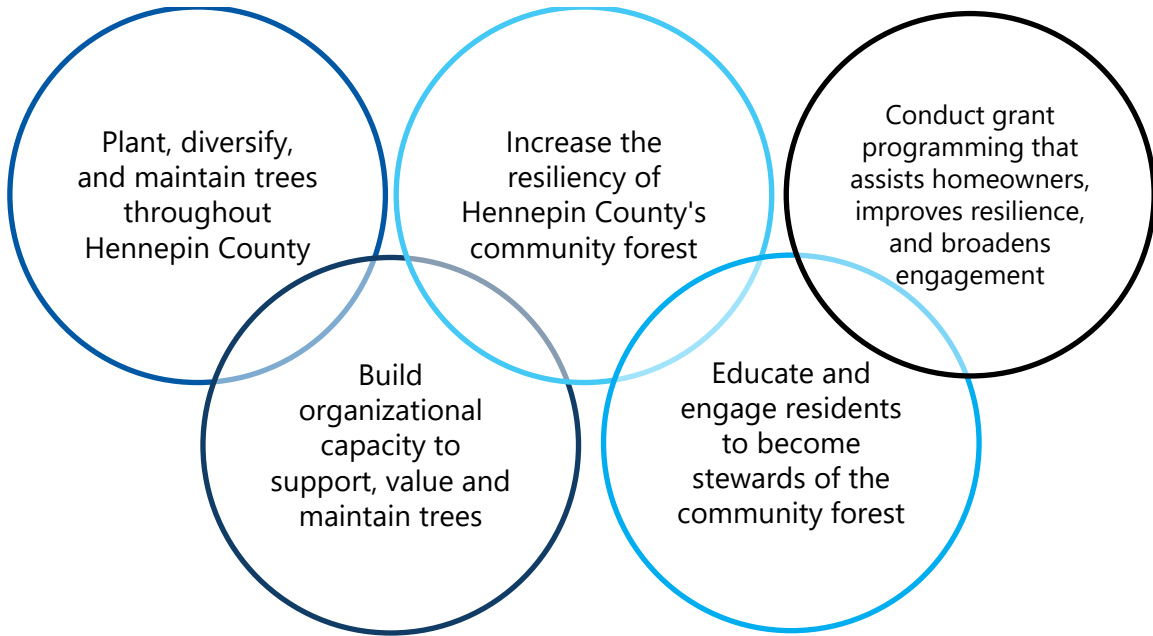 Plant, diversify,
and maintain trees
throughout
Hennepin County
Increase the
resiliency of
Hennepin County's
community forest
Conduct grant
programming that
assists homeowners,
improves resilience,
and broadens
engagement
Build
organizational
capacity to
support, value and
maintain trees
Educate and
engage residents
to become
stewards of the
community forest